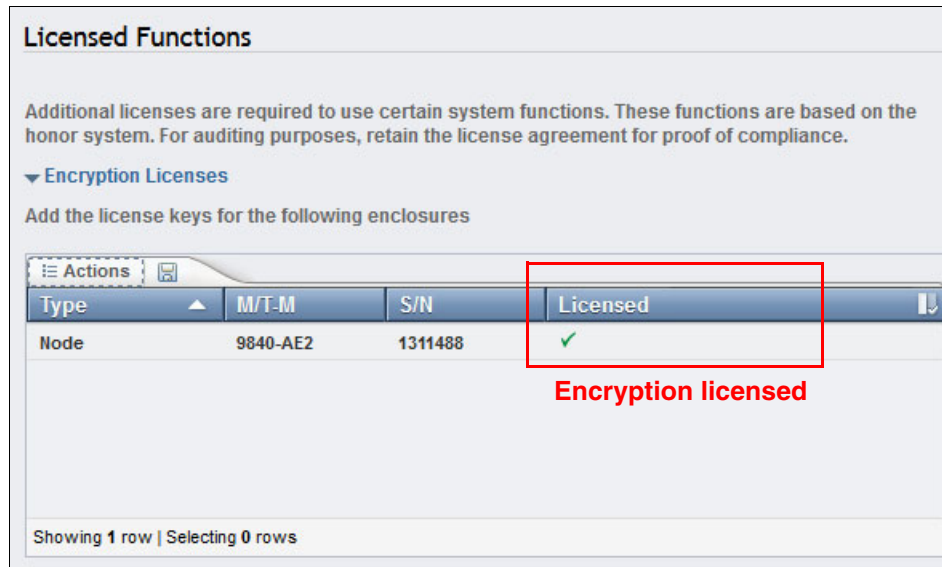 Licensed Functions
Additional licenses are required to use certain system functions. These functions are based on the
honor system. For auditing purposes, retain the license agreement for proof of compliance.
Encryption Licenses
Add the license keys for the following enclosures
Actions
Type M/T-M S/N Licensed
Node 9840-AE2 1311488 ✓
Encryption licensed
Showing 1 row | Selecting 0 rows